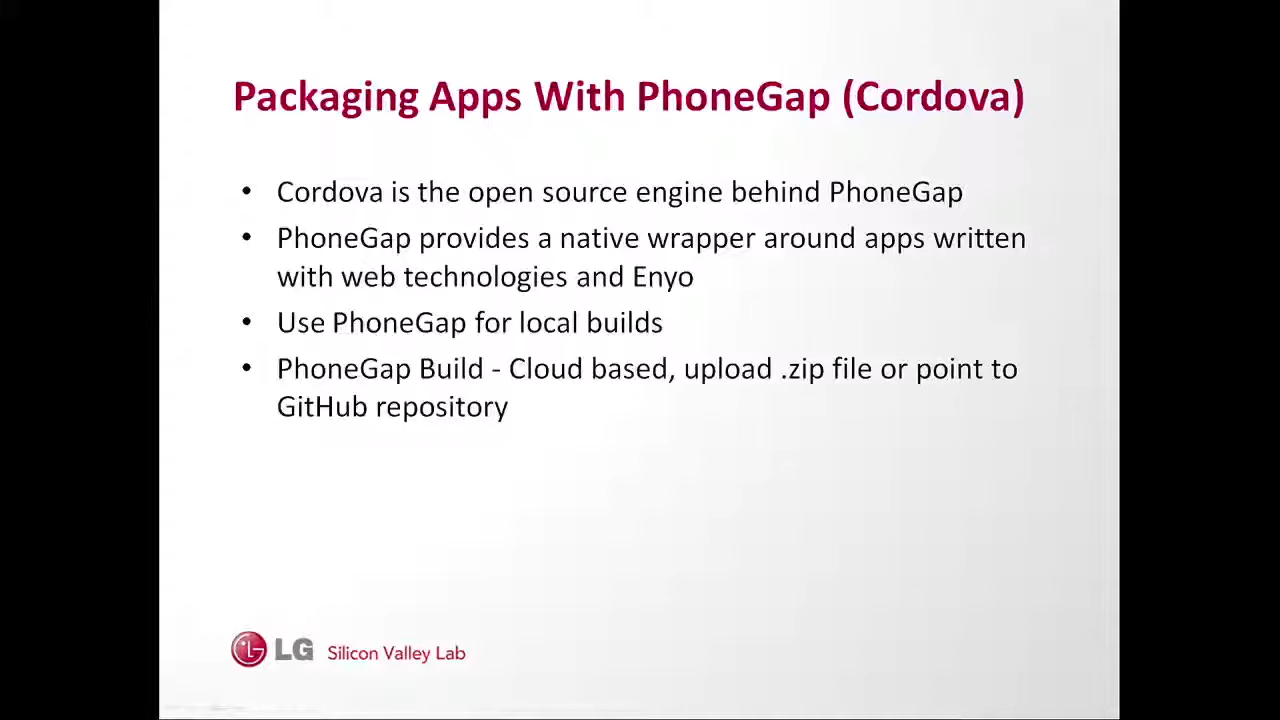 Packaging Apps With PhoneGap (Cordova)
• Cordova is the open source engine behind PhoneGap
• PhoneGap provides a native wrapper around apps written
with web technologies and Enyo
• Use PhoneGap for local builds
• PhoneGap Build - Cloud based, upload .zip file or point to
GitHub repository
LG Silicon Valley Lab